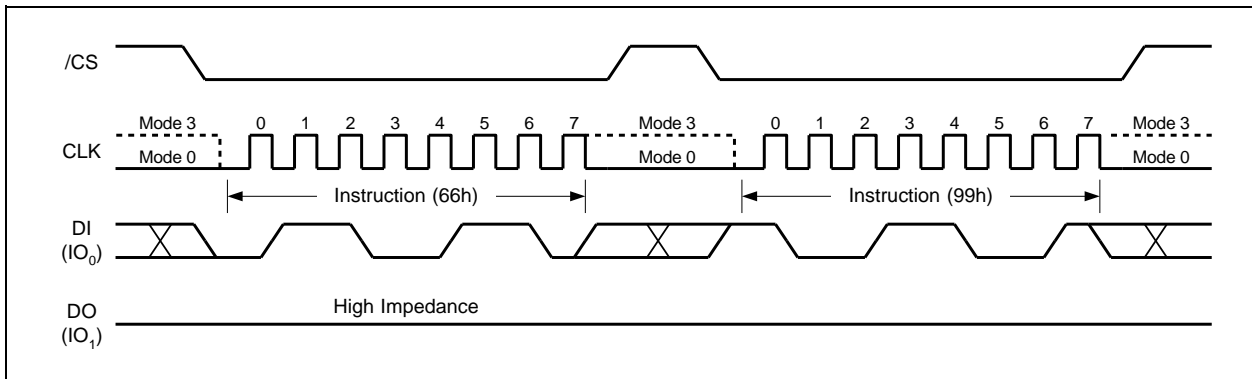 /CS
Mode 3 0 1 2 3 4 5 6 7 Mode 3 0 1 2 3 4 5 6 7 Mode 3
CLK
Mode 0 Mode 0 Mode 0
Instruction (66h) Instruction (99h)
DI
(IO0)
High Impedance
DO
(IO1)